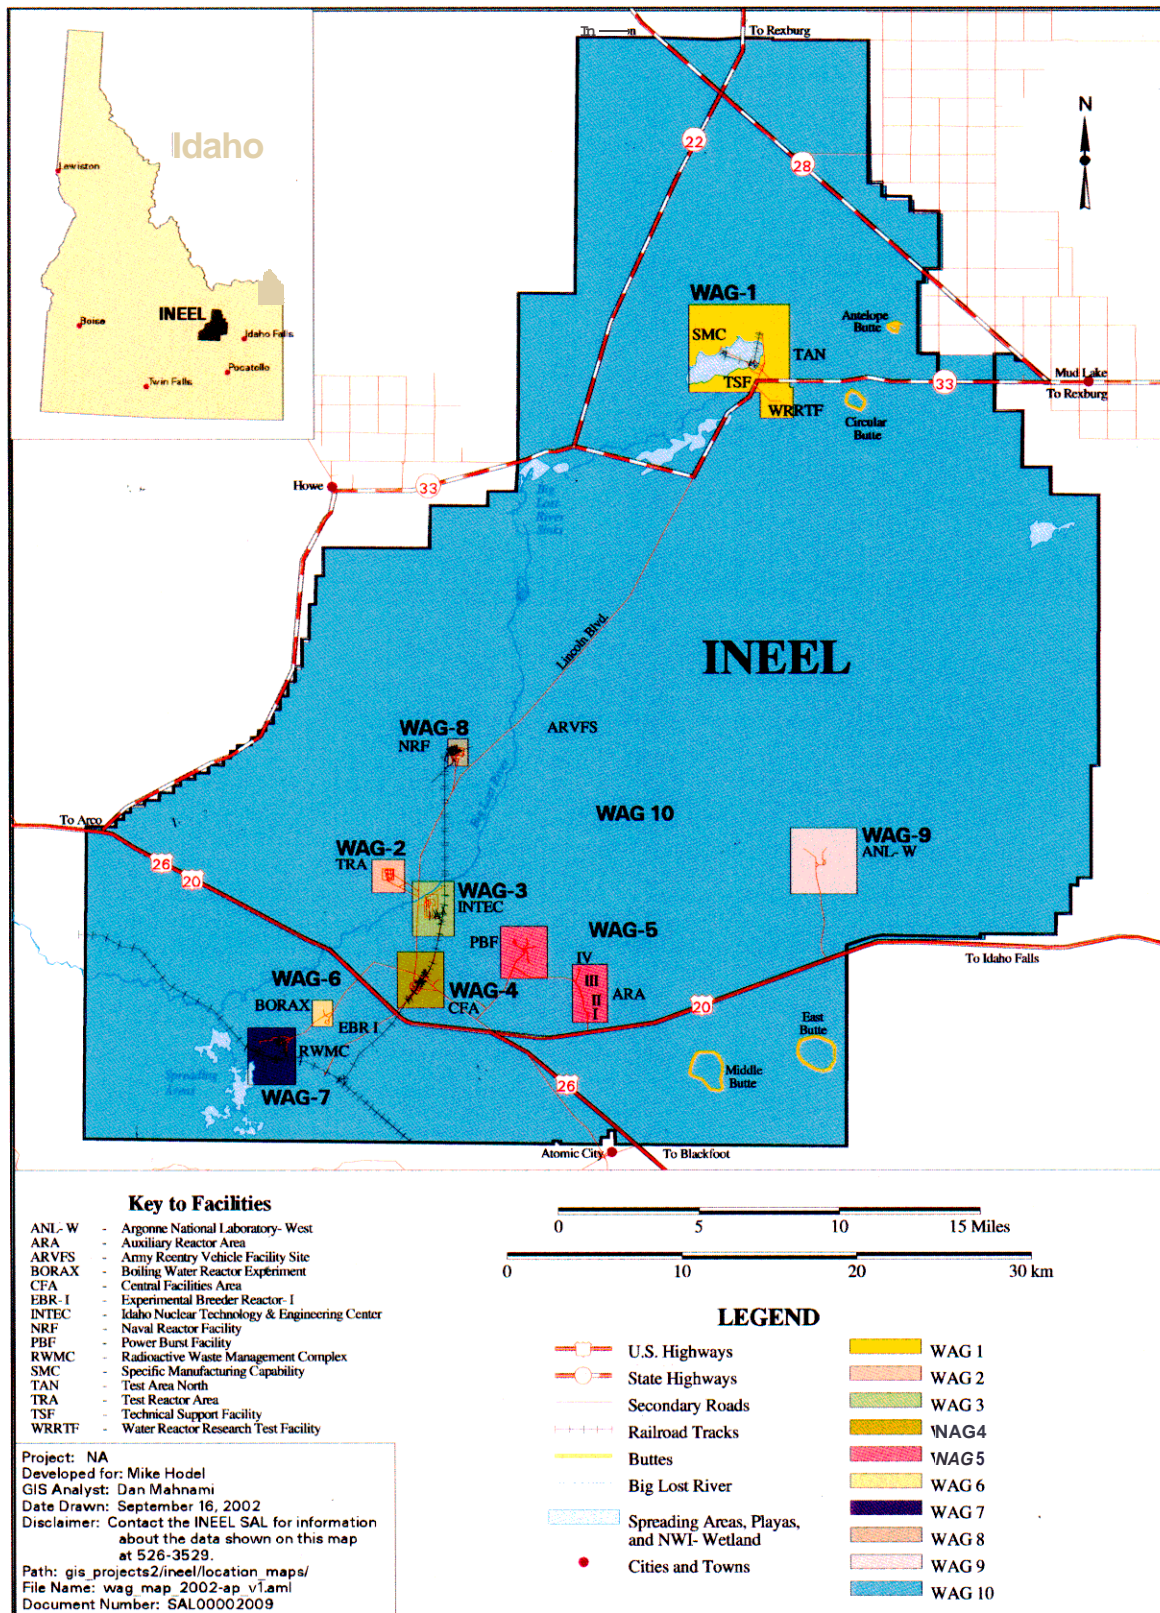 To Rexburg
N
Idaho
Lewiston
22
28
INEEL
Boise
Idaho Falls
Pocatello
Twin Falls
WAG-1
SMC
TAN
TSF
WRRTF
Antelope
Butte
33
Mud Lake
To Rexburg
Circular
Butte
Howe
33
Big
Lost
River
Sinks
Lincoln Blvd.
INEEL
WAG-8
NRF
ARVFS
Big Lost River
WAG 10
To Arco
26
20
WAG-2
TRA
WAG-9
ANL-W
WAG-3
INTEC
PBF
WAG-5
IV
III
II
I
ARA
To Idaho Falls
WAG-6
BORAX
EBR I
WAG-4
CFA
20
East
Butte
RWMC
Spreading
Areas
WAG-7
26
Middle
Butte
Atomic City
To Blackfoot
Key to Facilities
ANL-W - Argonne National Laboratory-West
ARA - Auxiliary Reactor Area
ARVFS - Army Reentry Vehicle Facility Site
BORAX - Boiling Water Reactor Experiment
CFA - Central Facilities Area
EBR-I - Experimental Breeder Reactor-I
INTEC - Idaho Nuclear Technology & Engineering Center
NRF - Naval Reactor Facility
PBF - Power Burst Facility
RWMC - Radioactive Waste Management Complex
SMC - Specific Manufacturing Capability
TAN - Test Area North
TRA - Test Reactor Area
TSF - Technical Support Facility
WRRTF - Water Reactor Research Test Facility
0 5 10 15 Miles
0 10 20 30 km
LEGEND
U.S. Highways
State Highways
Secondary Roads
Railroad Tracks
Buttes
Big Lost River
Spreading Areas, Playas,
and NWI-Wetland
Cities and Towns
WAG 1
WAG 2
WAG 3
NAG4
WAG5
WAG 6
WAG 7
WAG 8
WAG 9
WAG 10
Project: NA
Developed for: Mike Hodel
GIS Analyst: Dan Mahnami
Date Drawn: September 16, 2002
Disclaimer: Contact the INEEL SAL for information
about the data shown on this map
at 526-3529.
Path: gis_projects2/ineel/location_maps/
File Name: wag_map_2002-ap_v1.aml
Document Number: SAL00002009